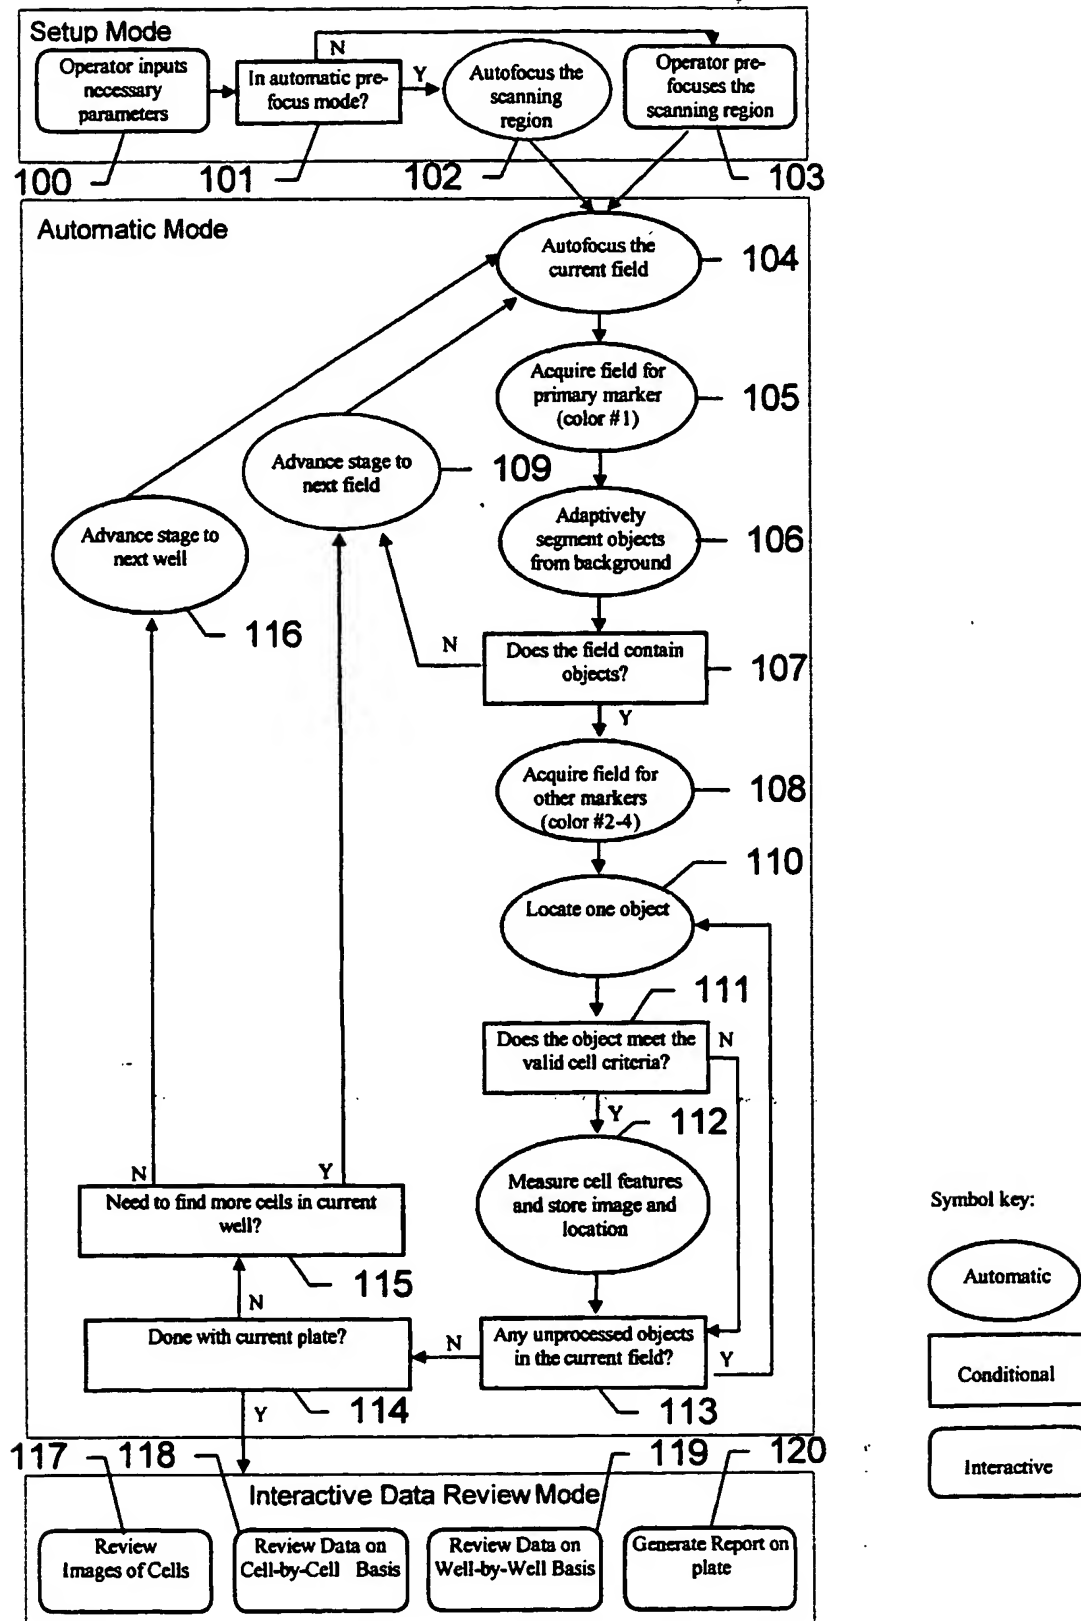 Setup Mode
Operator inputs
necessary
parameters
In automatic pre-
focus mode?
N
Y
Autofocus the
scanning
region
Operator pre-
focuses the
scanning region
100
101
102
103
Automatic Mode
Autofocus the
current field
104
Acquire field for
primary marker
(color #1)
105
Advance stage to
next field
109
Adaptively
segment objects
from background
106
Advance stage to
next well
116
Does the field contain
objects?
107
N
Y
Acquire field for
other markers
(color #2-4)
108
110
Locate one object
111
Does the object meet the
valid cell criteria?
N
Y
112
Measure cell features
and store image and
location
N
Y
Need to find more cells in current
well?
115
N
Done with current plate?
114
Y
Any unprocessed objects
in the current field?
113
N
Y
Symbol key:
Automatic
Conditional
Interactive
117
118
119
120
Interactive Data Review Mode
Review
Images of Cells
Review Data on
Cell-by-Cell Basis
Review Data on
Well-by-Well Basis
Generate Report on
plate